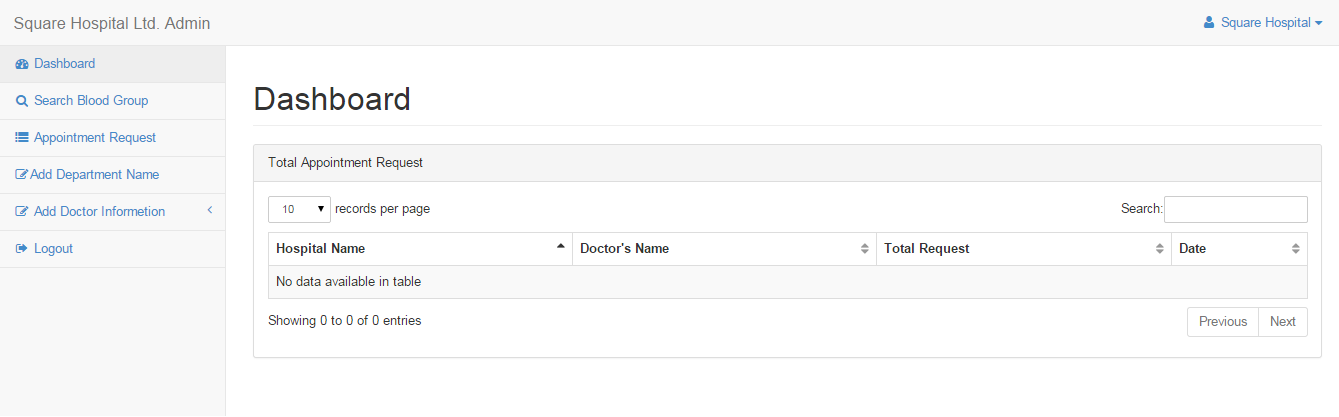 Square Hospital Ltd. Admin
Square Hospital
Dashboard
Search Blood Group
Appointment Request
Add Department Name
Add Doctor Informetion
Logout
Dashboard
Total Appointment Request
10 records per page
Search:
Hospital Name Doctor's Name Total Request Date
No data available in table
Showing 0 to 0 of 0 entries
Previous Next